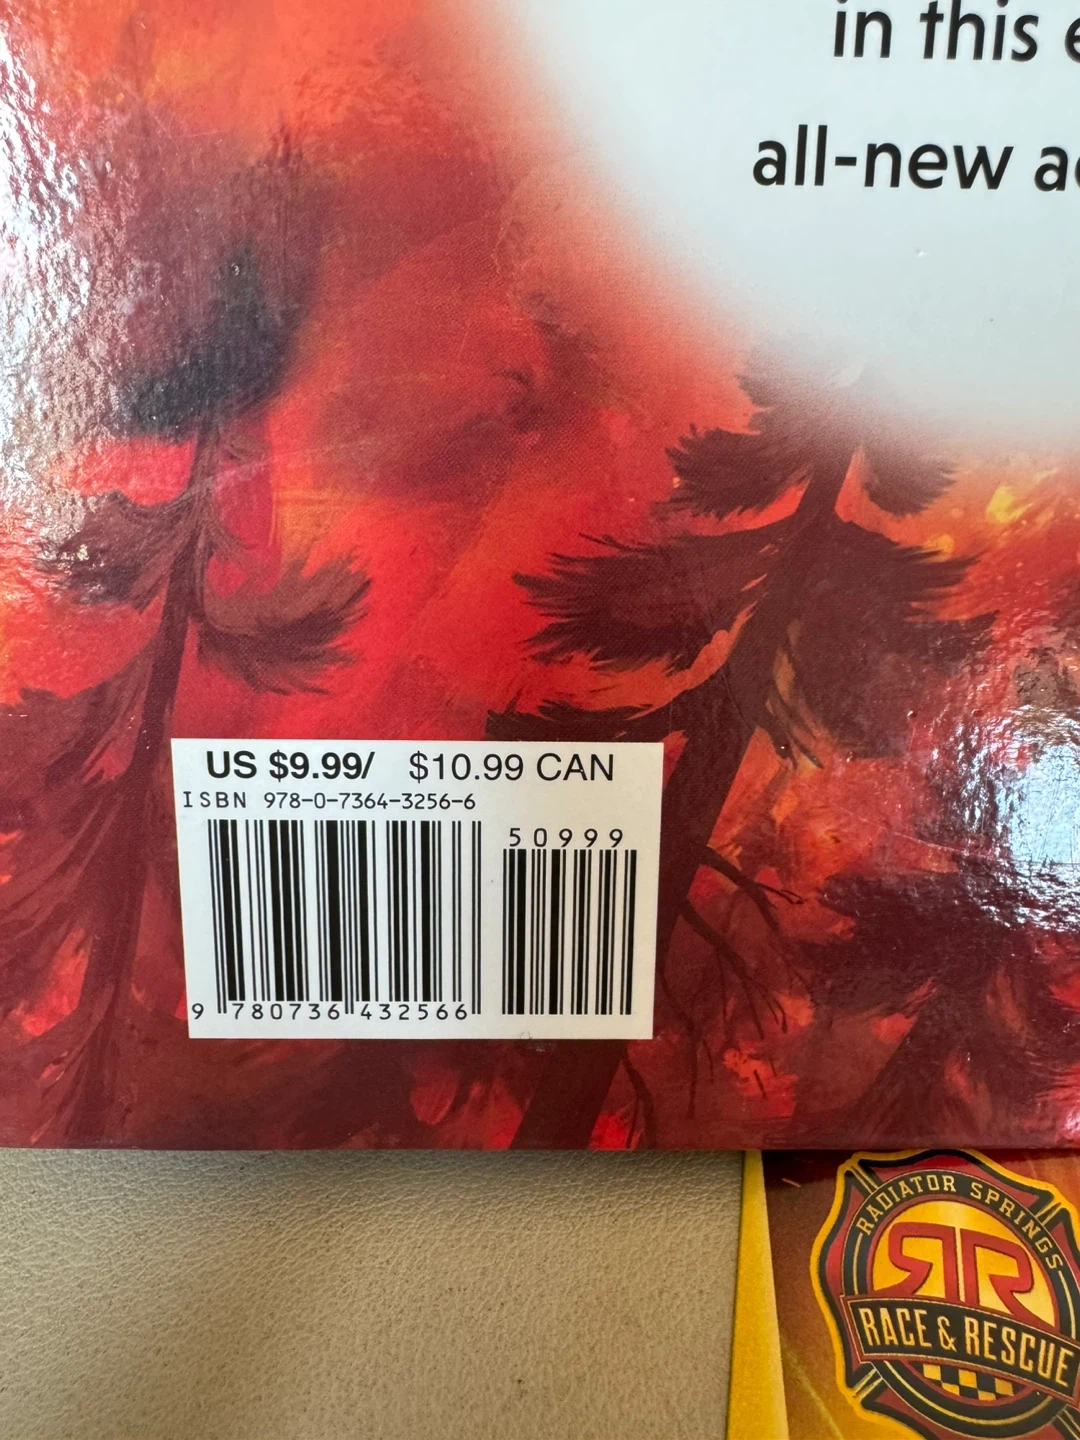 in this
all-new
US $9.99/ $10.99 CAN
ISBN 978-0-7364-3256-6
50999
9 780736 432566
RADIATOR SPRINGS
RR
RACE & RESCUE